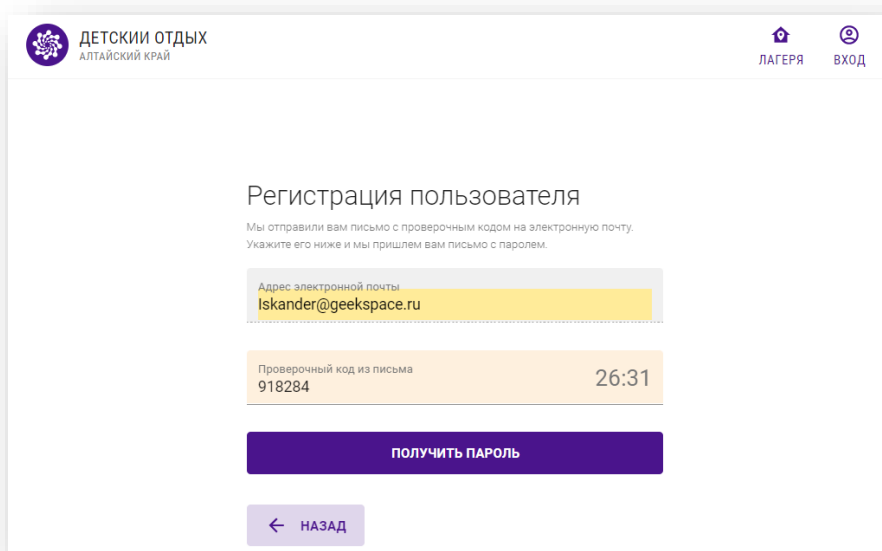 ДЕТСКИИ ОТДЫХ
АЛТАЙСКИЙ КРАЙ
ЛАГЕРЯ
ВХОД
Регистрация пользователя
Мы отправили вам письмо с проверочным кодом на электронную почту.
Укажите его ниже и мы пришлем вам письмо с паролем.
Адрес электронной почты
Iskander@geekspace.ru
Проверочный код из письма
918284
26:31
ПОЛУЧИТЬ ПАРОЛЬ
НАЗАД